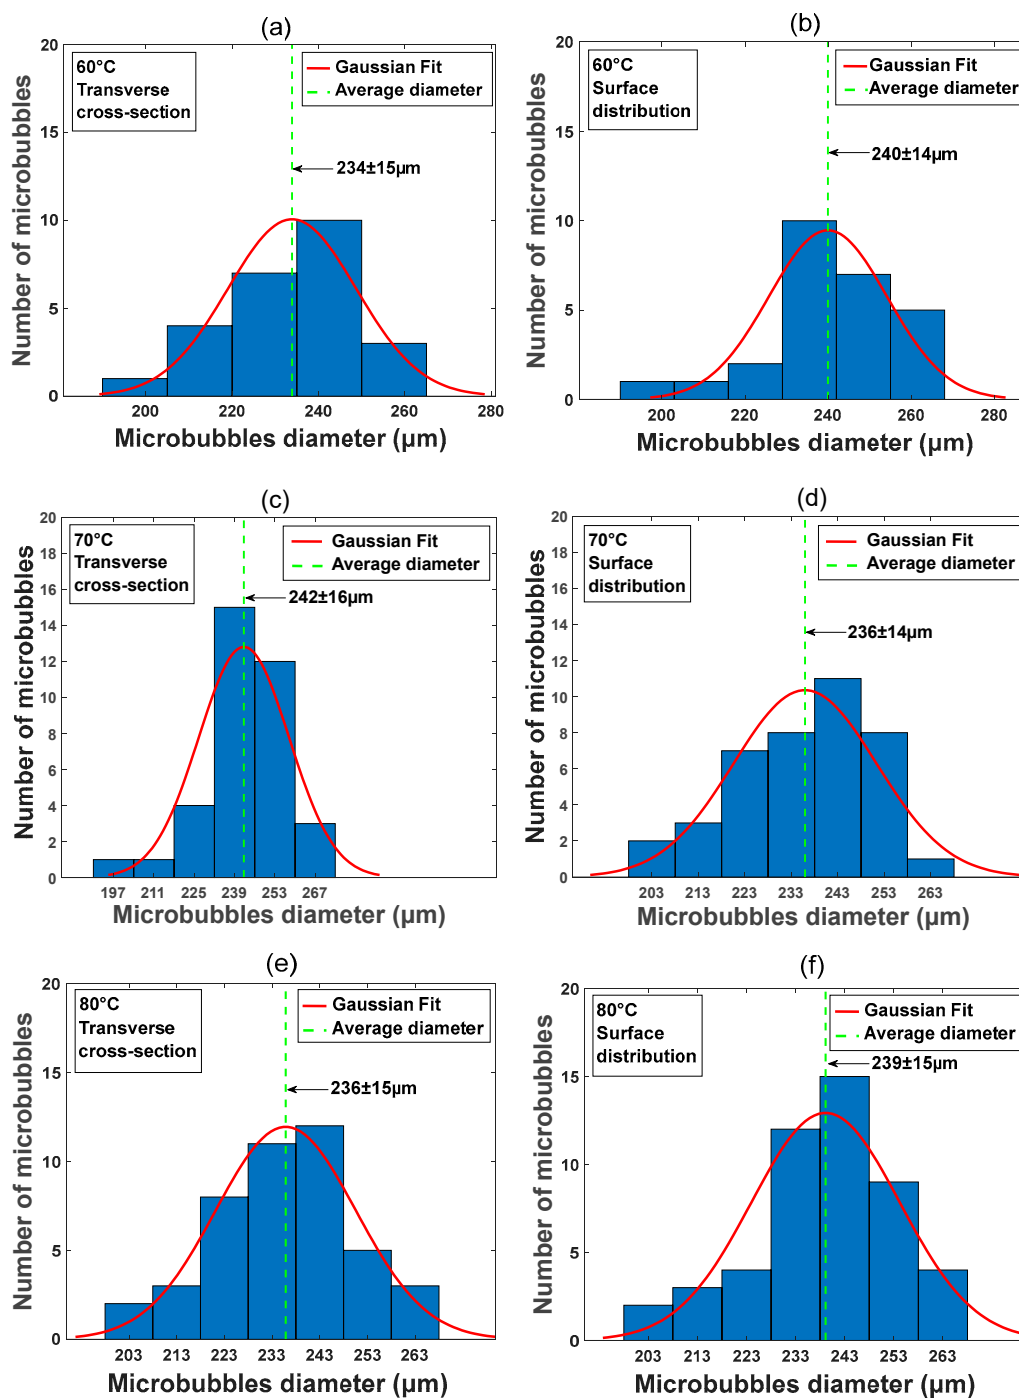 (a)
20
15
10
5
0
Number of microbubbles
60°C
Transverse
cross-section
Gaussian Fit
Average diameter
234±15µm
200
220
240
260
280
Microbubbles diameter (µm)
(b)
20
15
10
5
0
Number of microbubbles
60°C
Surface
distribution
Gaussian Fit
Average diameter
240±14µm
200
220
240
260
280
Microbubbles diameter (µm)
(c)
20
18
16
14
12
10
8
6
4
2
0
Number of microbubbles
70°C
Transverse
cross-section
Gaussian Fit
Average diameter
242±16µm
197
211
225
239
253
267
Microbubbles diameter (µm)
(d)
20
18
16
14
12
10
8
6
4
2
0
Number of microbubbles
70°C
Surface
distribution
Gaussian Fit
Average diameter
236±14µm
203
213
223
233
243
253
263
Microbubbles diameter (µm)
(e)
20
15
10
5
0
Number of microbubbles
80°C
Transverse
cross-section
Gaussian Fit
Average diameter
236±15µm
203
213
223
233
243
253
263
Microbubbles diameter (µm)
(f)
20
15
10
5
0
Number of microbubbles
80°C
Surface
distribution
Gaussian Fit
Average diameter
239±15µm
203
213
223
233
243
253
263
Microbubbles diameter (µm)